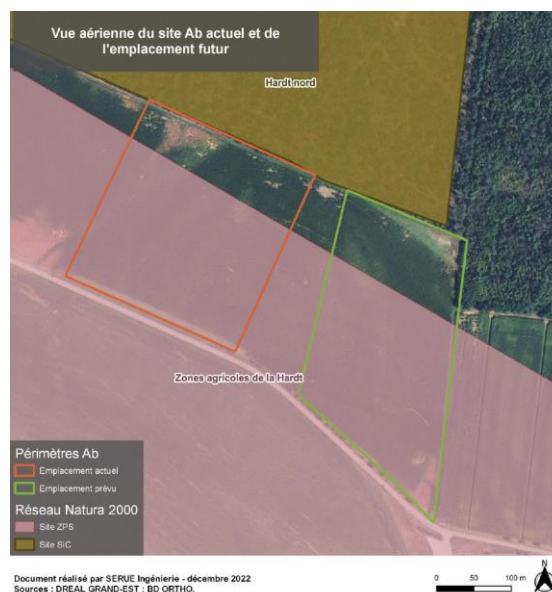 Vue aérienne du site Ab actuel et de
l'emplacement futur
Hardt nord
Zones agricoles de la Hardt
Périmètres Ab
Emplacement actuel
Emplacement prévu
Réseau Natura 2000
Site ZPS
Site SIC
Document réalisé par SERUE Ingénierie - décembre 2022
Sources : DREAL GRAND-EST ; BD ORTHO.
0 50 100 m
N